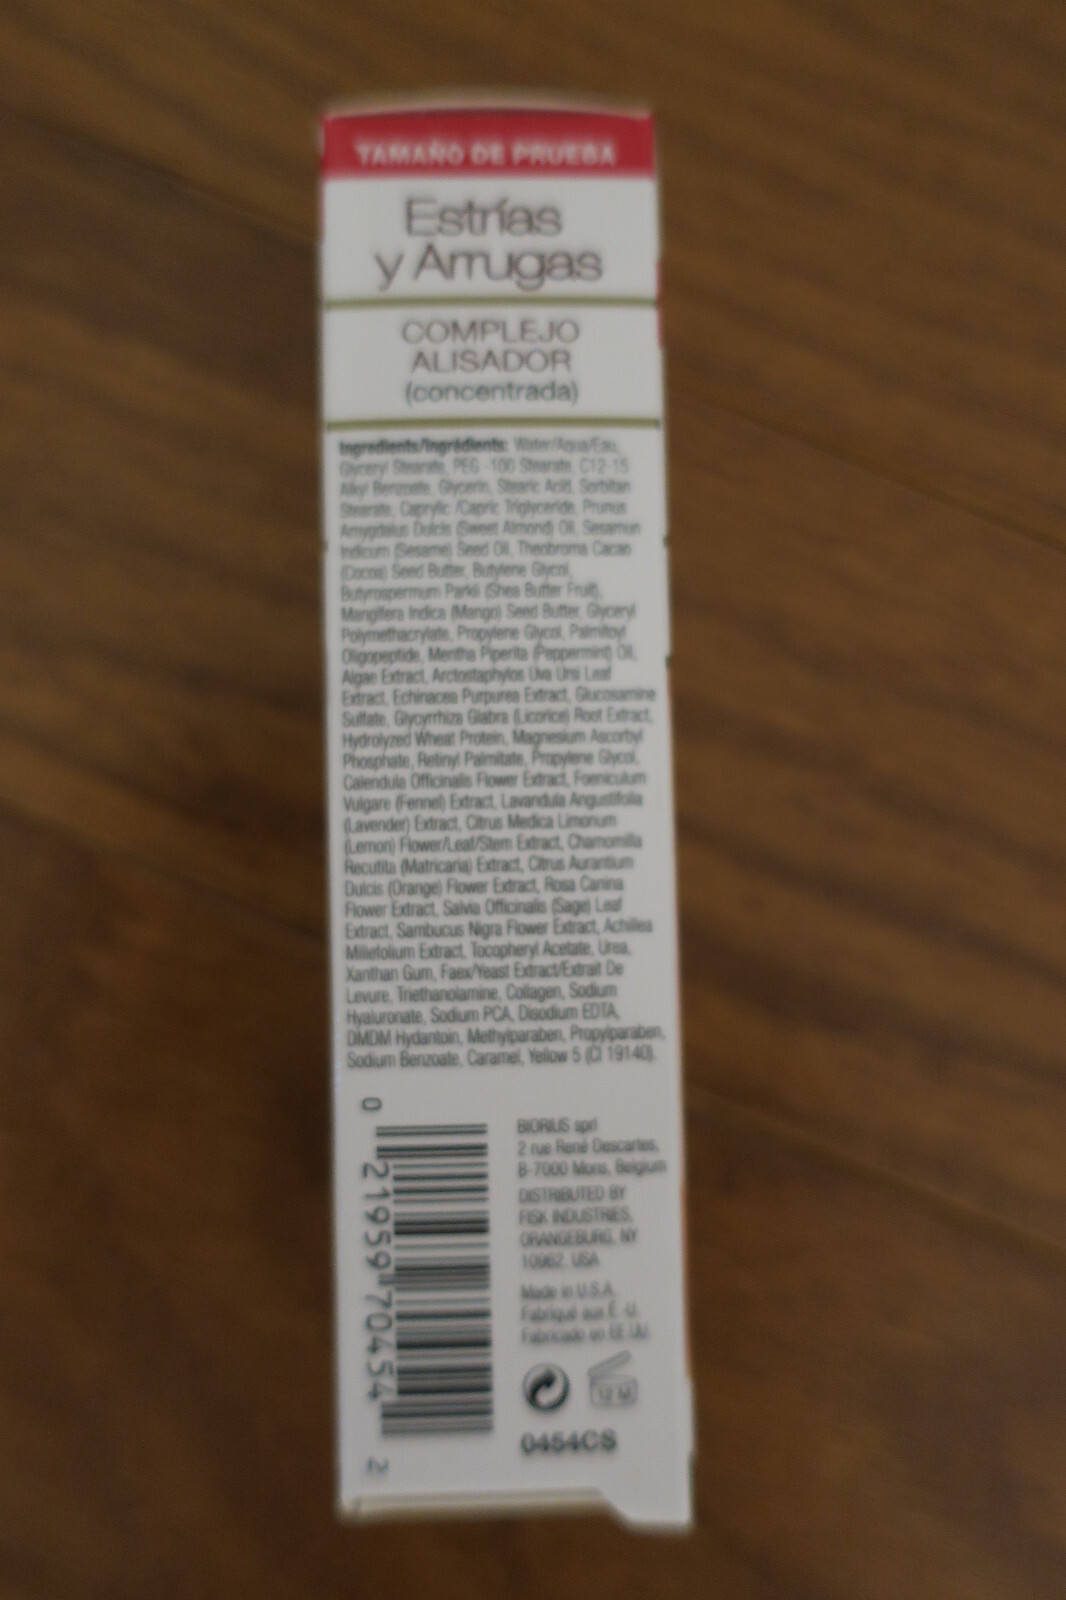 TAMAÑO DE PRUEBA
Estrías
y Arrugas
COMPLEJO
ALISADOR
(concentrada)
Ingredients/Ingrédients: Water/Aqua/Eau,
Glyceryl Stearate, PEG -100 Stearate, C12-15
Alkyl Benzoate, Glycerin, Stearic Acid, Sorbitan
Stearate, Caprylic /Capric Triglyceride, Prunus
Amygdalus Dulcis (Sweet Almond) Oil, Sesamun
Indicum (Sesame) Seed Oil, Theobroma Cacao
(Cocoa) Seed Butter, Butylene Glycol,
Butyrospermum Parkii (Shea Butter Fruit),
Mangifera Indica (Mango) Seed Butter, Glyceryl
Polymethacrylate, Propylene Glycol, Palmitoyl
Oligopeptide, Mentha Piperita (Peppermint) Oil,
Algae Extract, Arctostaphylos Uva Ursi Leaf
Extract, Echinacea Purpurea Extract, Glucosamine
Sulfate, Glycyrrhiza Glabra (Licorice) Root Extract,
Hydrolyzed Wheat Protein, Magnesium Ascorbyl
Phosphate, Retinyl Palmitate, Propylene Glycol,
Calendula Officinalis Flower Extract, Foeniculum
Vulgare (Fennel) Extract, Lavandula Angustifolia
(Lavender) Extract, Citrus Medica Limonum
(Lemon) Flower/Leaf/Stem Extract, Chamomilla
Recutita (Matricaria) Extract, Citrus Aurantium
Dulcis (Orange) Flower Extract, Rosa Canina
Flower Extract, Salvia Officinalis (Sage) Leaf
Extract, Sambucus Nigra Flower Extract, Achillea
Millefolium Extract, Tocopheryl Acetate, Urea,
Xanthan Gum, Faex/Yeast Extract/Extrait De
Levure, Triethanolamine, Collagen, Sodium
Hyaluronate, Sodium PCA, Disodium EDTA,
DMDM Hydantoin, Methylparaben, Propylparaben,
Sodium Benzoate, Caramel, Yellow 5 (CI 19140).
0 21959 70454 2
BIORIUS sprl
2 rue René Descartes,
B-7000 Mons, Belgium
DISTRIBUTED BY
FISK INDUSTRIES,
ORANGEBURG, NY
10962, USA
Made in U.S.A.
Fabriqué aux É.-U.
Fabricado en EE.UU.
12 M
0454CS